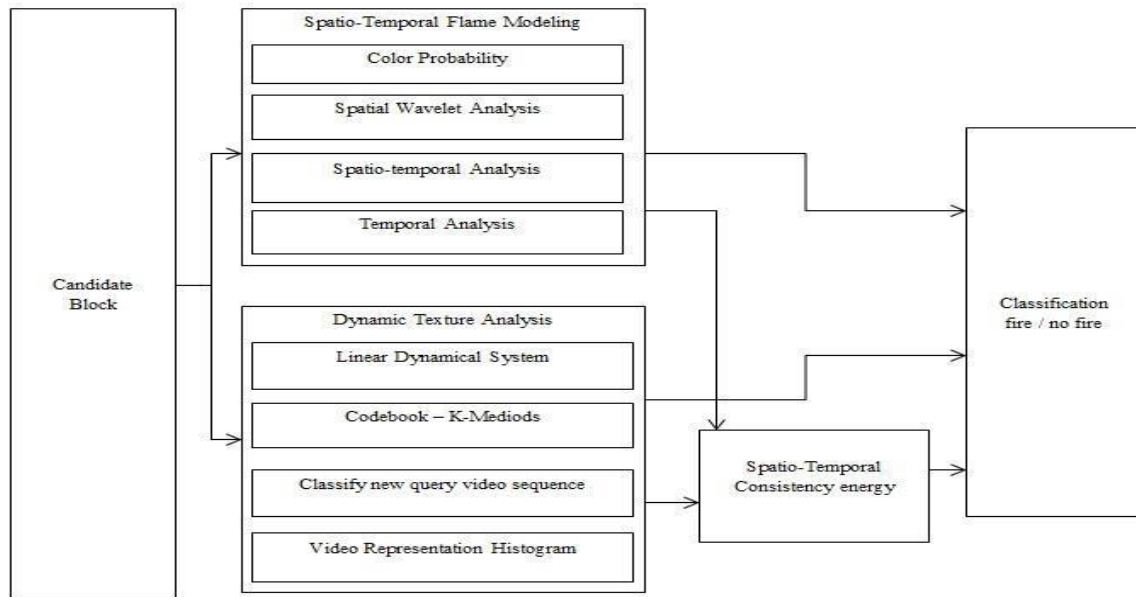 Candidate
Block
Spatio-Temporal Flame Modeling
Color Probability
Spatial Wavelet Analysis
Spatio-temporal Analysis
Temporal Analysis
Dynamic Texture Analysis
Linear Dynamical System
Codebook – K-Mediods
Classify new query video sequence
Video Representation Histogram
Spatio-Temporal
Consistency energy
Classification
fire / no fire